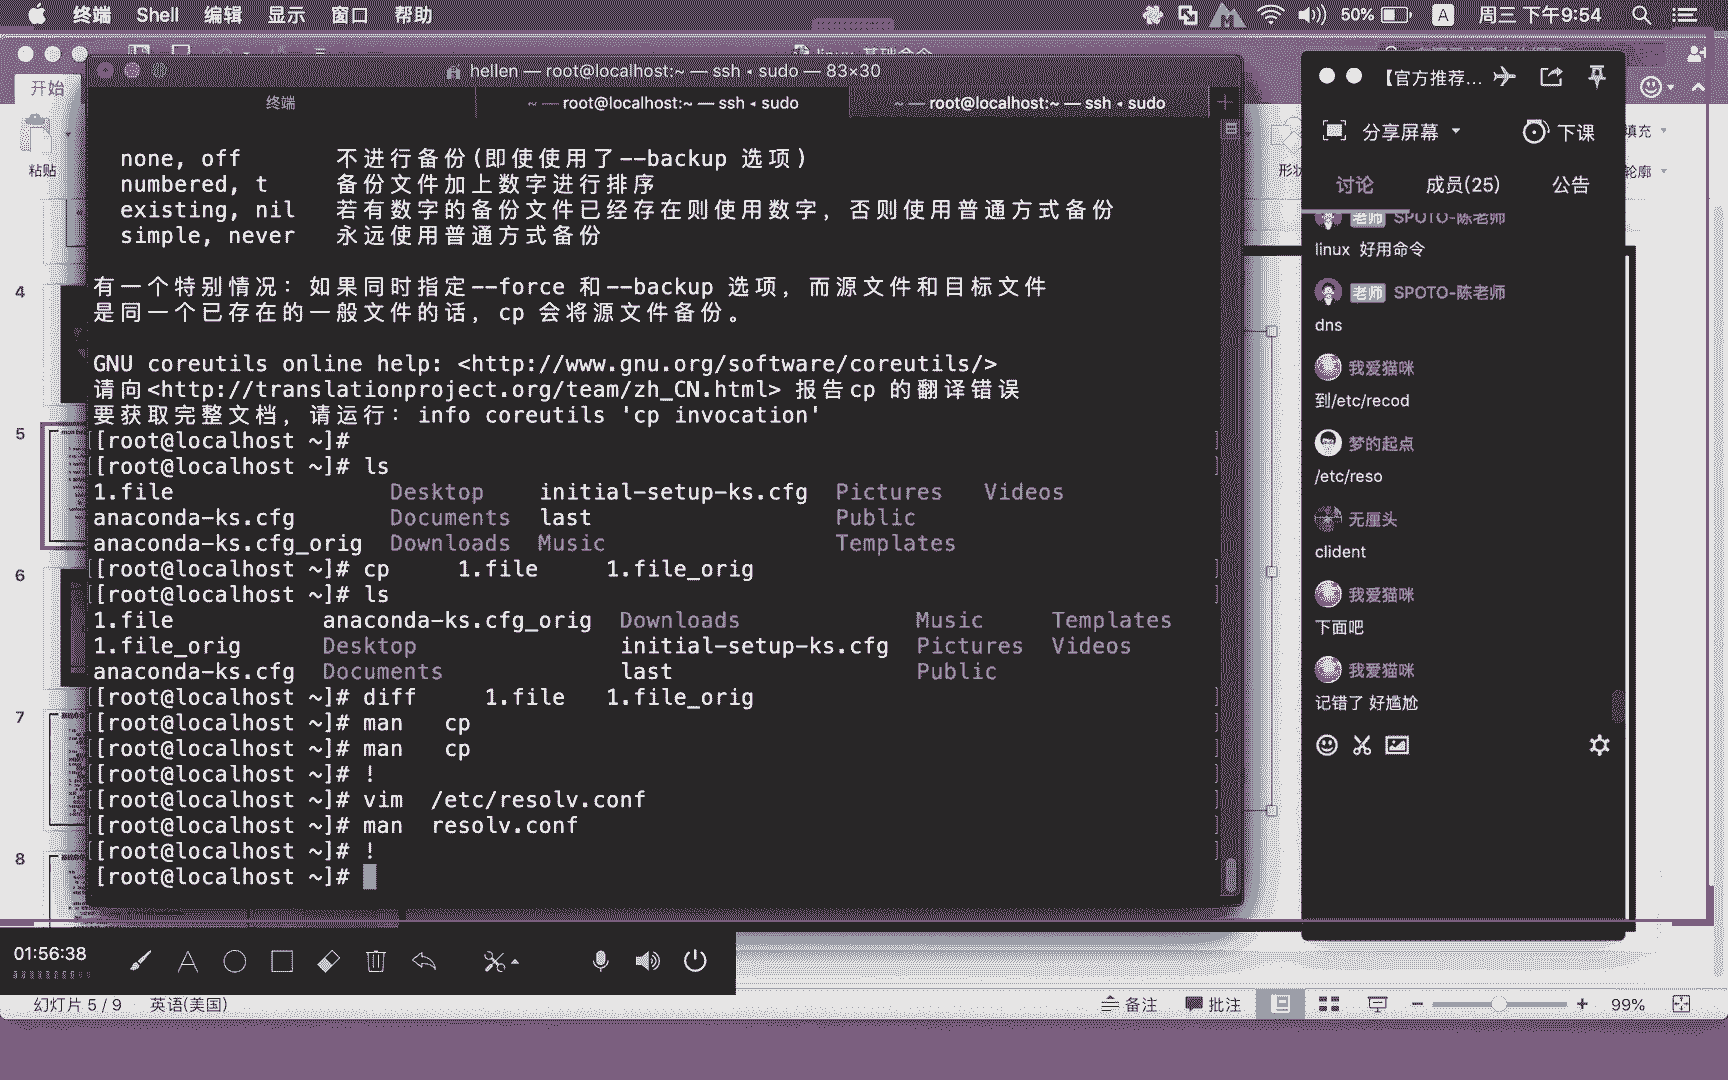 终端 Shell 编辑 显示 窗口 帮助 50% A 周三 下午9:54
开始
粘贴
hellen — root@localhost:~ — ssh ◂ sudo — 83×30
终端
~ — root@localhost:~ — ssh ◂ sudo
~ — root@localhost:~ — ssh ◂ sudo
none, off 不进行备份(即使使用了--backup 选项)
numbered, t 备份文件加上数字进行排序
existing, nil 若有数字的备份文件已经存在则使用数字，否则使用普通方式备份
simple, never 永远使用普通方式备份
有一个特别情况：如果同时指定--force 和--backup 选项，而源文件和目标文件
是同一个已存在的一般文件的话，cp 会将源文件备份。
GNU coreutils online help: <http://www.gnu.org/software/coreutils/>
请向<http://translationproject.org/team/zh_CN.html> 报告cp 的翻译错误
要获取完整文档，请运行：info coreutils 'cp invocation'
[root@localhost ~]#
[root@localhost ~]# ls
1.file Desktop initial-setup-ks.cfg Pictures Videos
anaconda-ks.cfg Documents last Public
anaconda-ks.cfg_orig Downloads Music Templates
[root@localhost ~]# cp 1.file 1.file_orig
[root@localhost ~]# ls
1.file anaconda-ks.cfg_orig Downloads Music Templates
1.file_orig Desktop initial-setup-ks.cfg Pictures Videos
anaconda-ks.cfg Documents last Public
[root@localhost ~]# diff 1.file 1.file_orig
[root@localhost ~]# man cp
[root@localhost ~]# man cp
[root@localhost ~]# !
[root@localhost ~]# vim /etc/resolv.conf
[root@localhost ~]# man resolv.conf
[root@localhost ~]# !
[root@localhost ~]#
4
5
6
7
8
【官方推荐...
分享屏幕 下课
讨论 成员(25) 公告
老师 SPOTO-陈老师
linux 好用命令
老师 SPOTO-陈老师
dns
我爱猫咪
到/etc/recod
梦的起点
/etc/reso
无厘头
clident
我爱猫咪
下面吧
我爱猫咪
记错了 好尴尬
填充
轮廓
01:56:38
幻灯片 5 / 9 英语(美国) 备注 批注 99%